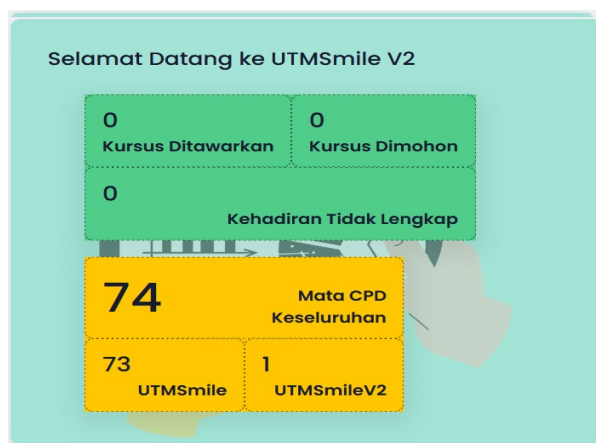 Selamat Datang ke UTMSmile V2
0
Kursus Ditawarkan
0
Kursus Dimohon
0
Kehadiran Tidak Lengkap
74
Mata CPD
Keseluruhan
73
UTMSmile
1
UTMSmileV2